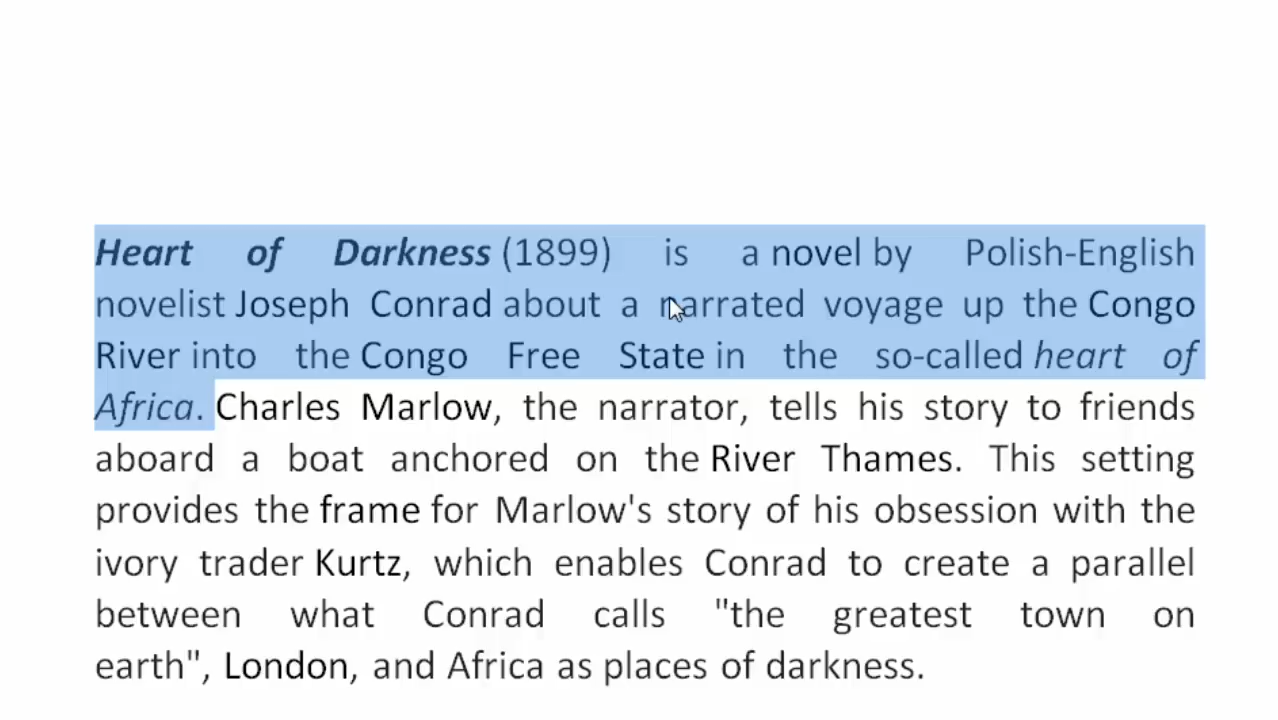 Heart of Darkness (1899) is a novel by Polish-English
novelist Joseph Conrad about a narrated voyage up the Congo
River into the Congo Free State in the so-called heart of
Africa. Charles Marlow, the narrator, tells his story to friends
aboard a boat anchored on the River Thames. This setting
provides the frame for Marlow's story of his obsession with the
ivory trader Kurtz, which enables Conrad to create a parallel
between what Conrad calls "the greatest town on
earth", London, and Africa as places of darkness.